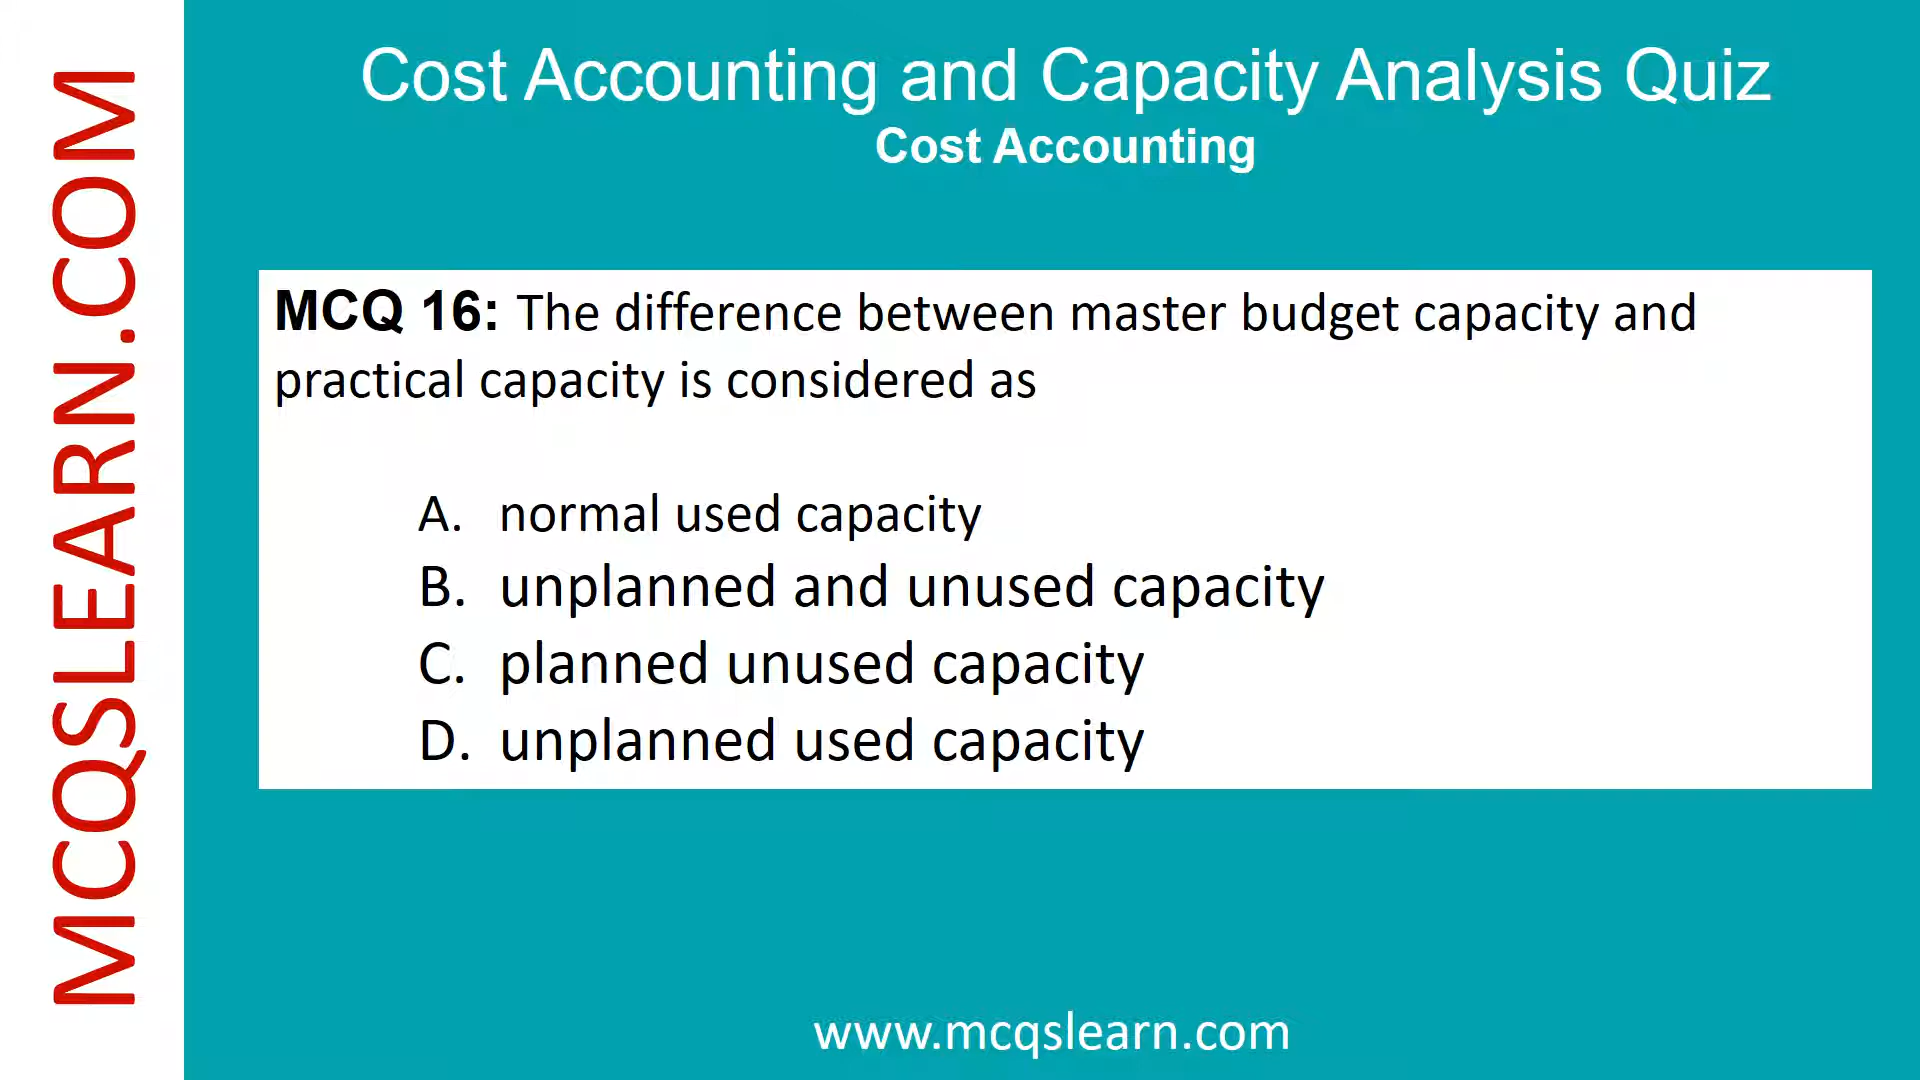 MCQSLEARN.COM
Cost Accounting and Capacity Analysis Quiz
Cost Accounting
MCQ 16: The difference between master budget capacity and
practical capacity is considered as
A. normal used capacity
B. unplanned and unused capacity
C. planned unused capacity
D. unplanned used capacity
www.mcqslearn.com